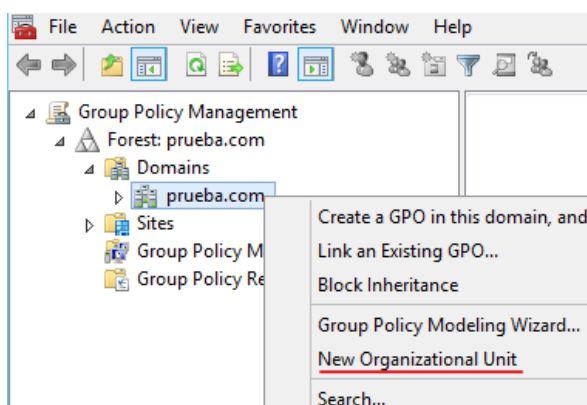 File Action View Favorites Window Help
Group Policy Management
Forest: prueba.com
Domains
prueba.com
Sites
Group Policy M
Group Policy Re
Create a GPO in this domain, and
Link an Existing GPO...
Block Inheritance
Group Policy Modeling Wizard...
New Organizational Unit
Search...